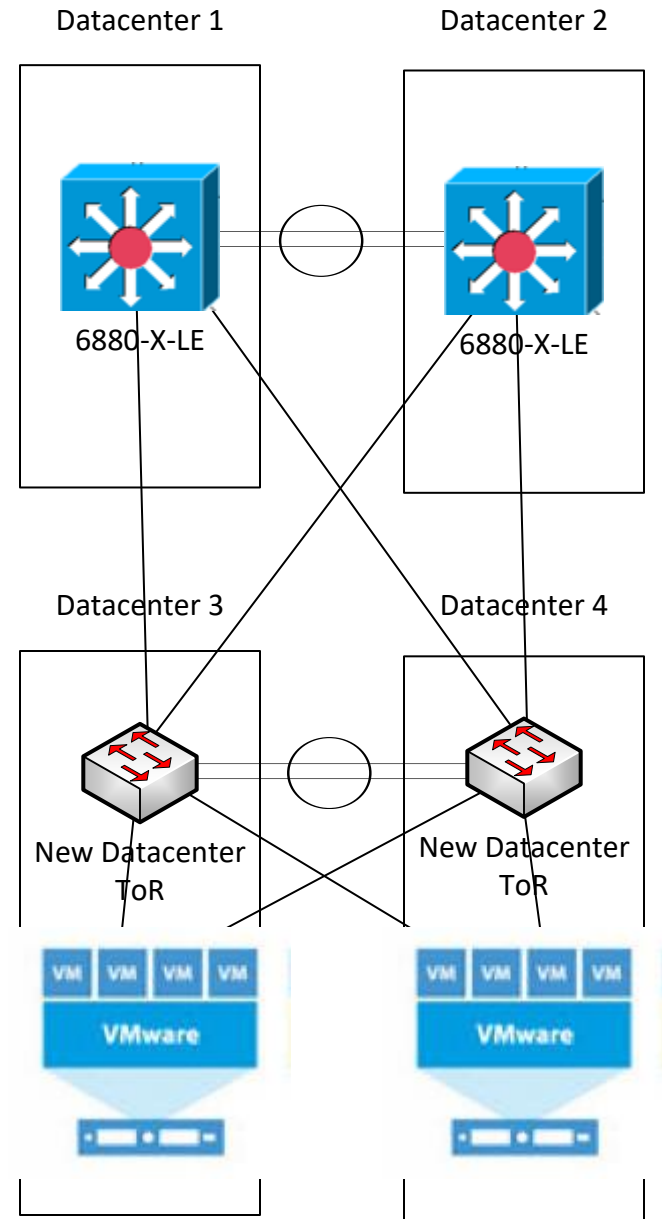 Datacenter 1
Datacenter 2
6880-X-LE
6880-X-LE
Datacenter 3
Datacenter 4
New Datacenter
ToR
New Datacenter
ToR
VM VM VM VM
VMware
VM VM VM VM
VMware